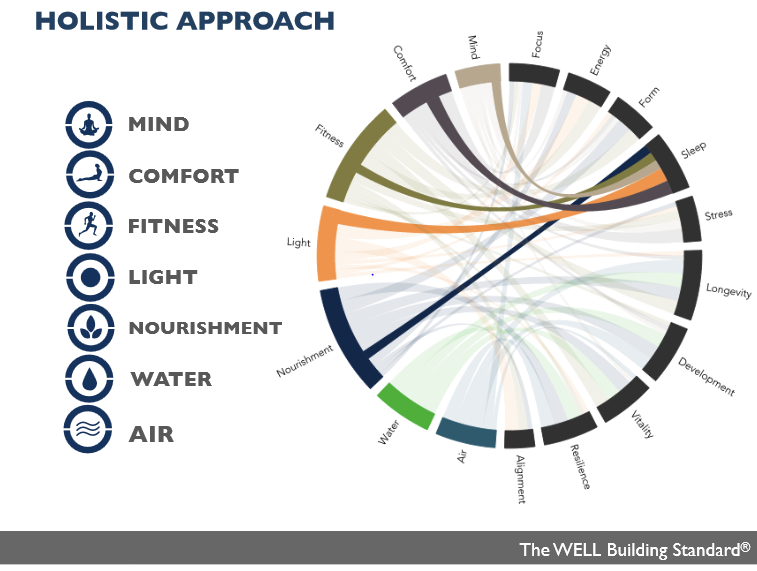 HOLISTIC APPROACH
MIND
COMFORT
FITNESS
LIGHT
NOURISHMENT
WATER
AIR
Comfort
Mind
Focus
Energy
Form
Sleep
Stress
Longevity
Development
Vitality
Resilience
Alignment
Air
Water
Nourishment
Light
Fitness
The WELL Building Standard®